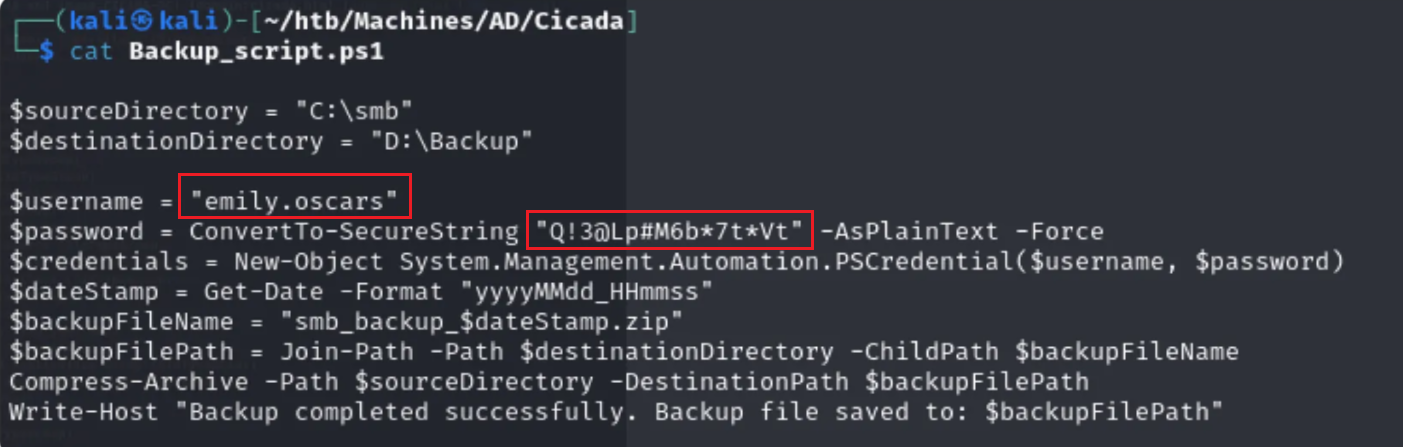 ┌──(kali㉿kali)-[~/htb/Machines/AD/Cicada]
└─$ cat Backup_script.ps1
$sourceDirectory = "C:\smb"
$destinationDirectory = "D:\Backup"
$username = "emily.oscars"
$password = ConvertTo-SecureString "Q!3@Lp#M6b*7t*Vt" -AsPlainText -Force
$credentials = New-Object System.Management.Automation.PSCredential($username, $password)
$dateStamp = Get-Date -Format "yyyyMMdd_HHmmss"
$backupFileName = "smb_backup_$dateStamp.zip"
$backupFilePath = Join-Path -Path $destinationDirectory -ChildPath $backupFileName
Compress-Archive -Path $sourceDirectory -DestinationPath $backupFilePath
Write-Host "Backup completed successfully. Backup file saved to: $backupFilePath"